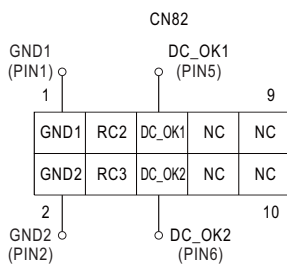 CN82
GND1 DC_OK1
(PIN1) (PIN5)
1 9
GND1 RC2 DC_OK1 NC NC
GND2 RC3 DC_OK2 NC NC
2 10
GND2 DC_OK2
(PIN2) (PIN6)